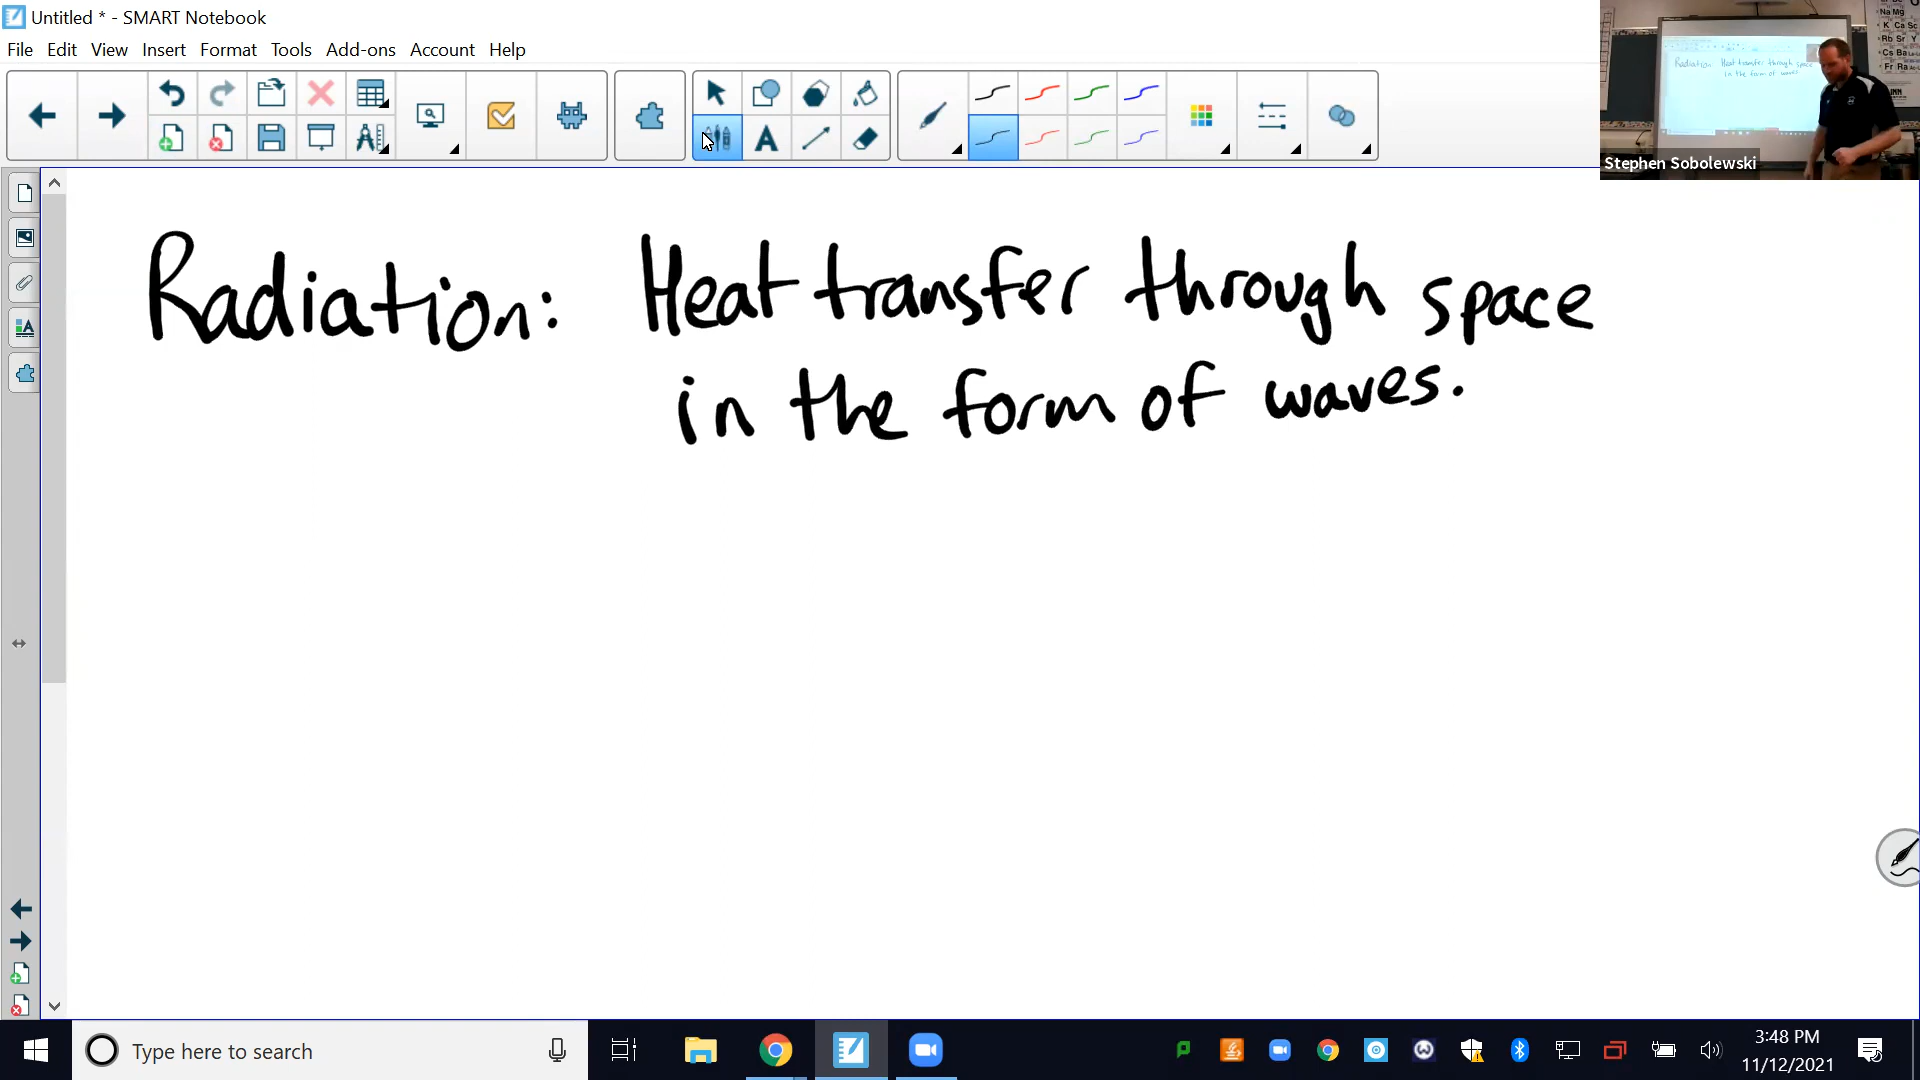 Untitled * - SMART Notebook
File Edit View Insert Format Tools Add-ons Account Help
Stephen Sobolewski
Radiation: Heat transfer through space
in the form of waves.
Type here to search
3:48 PM
11/12/2021